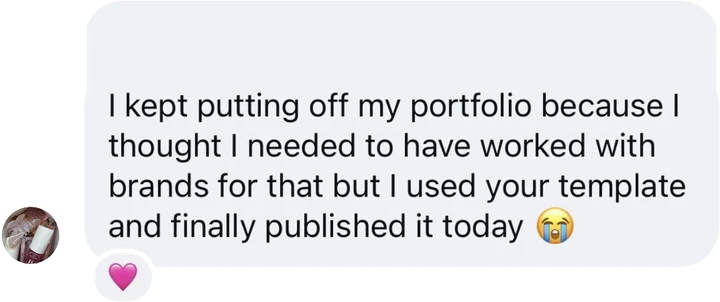 I kept putting off my portfolio because I
thought I needed to have worked with
brands for that but I used your template
and finally published it today 😭